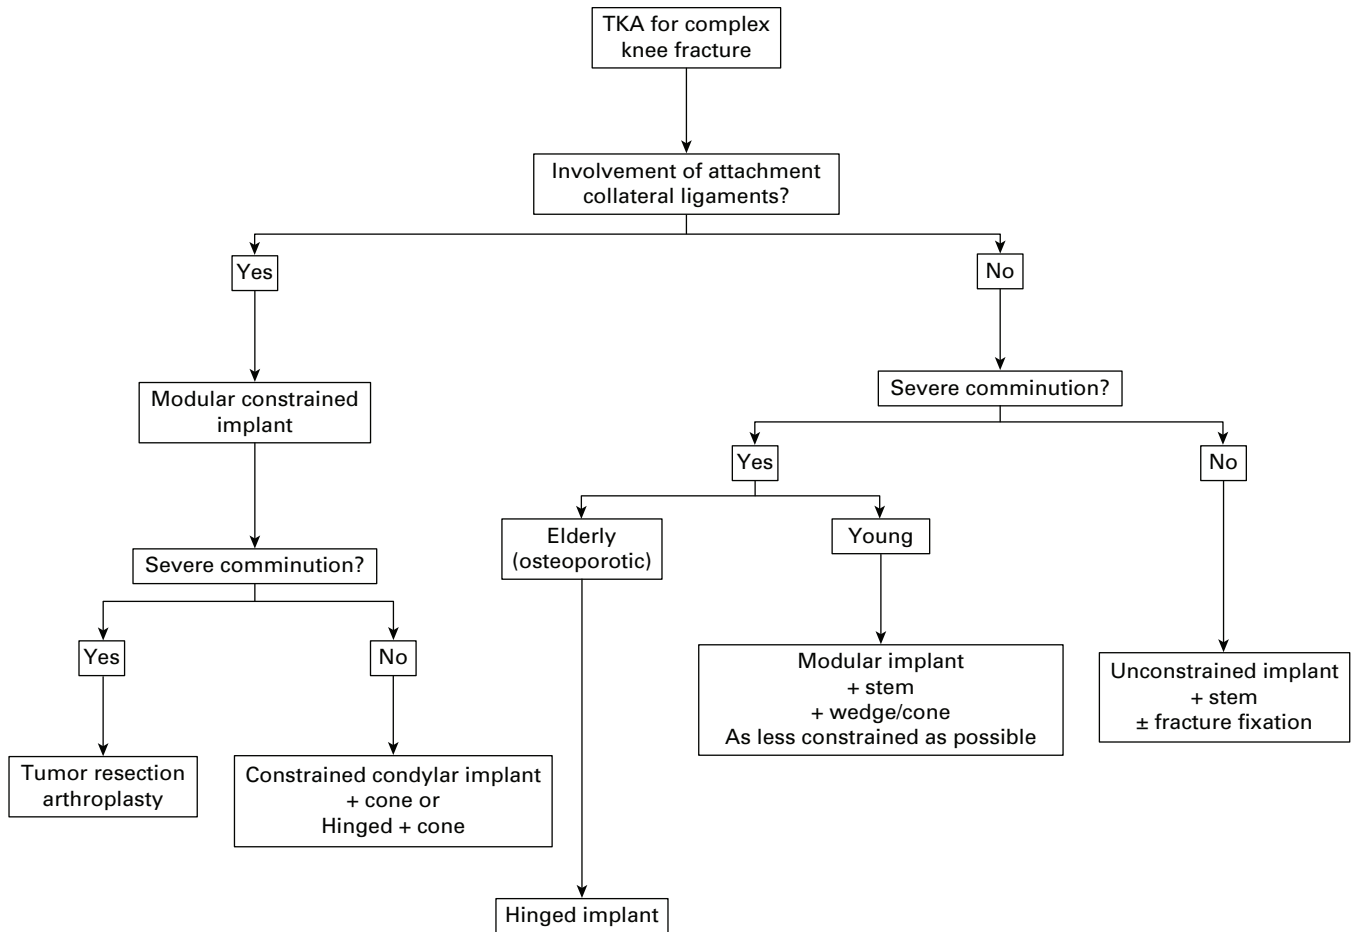 TKA for complex
knee fracture
Involvement of attachment
collateral ligaments?
Yes
No
Modular constrained
implant
Severe comminution?
Severe comminution?
Yes
No
Elderly
(osteoporotic)
Young
Yes
No
Modular implant
+ stem
+ wedge/cone
As less constrained as possible
Unconstrained implant
+ stem
± fracture fixation
Tumor resection
arthroplasty
Constrained condylar implant
+ cone or
Hinged + cone
Hinged implant